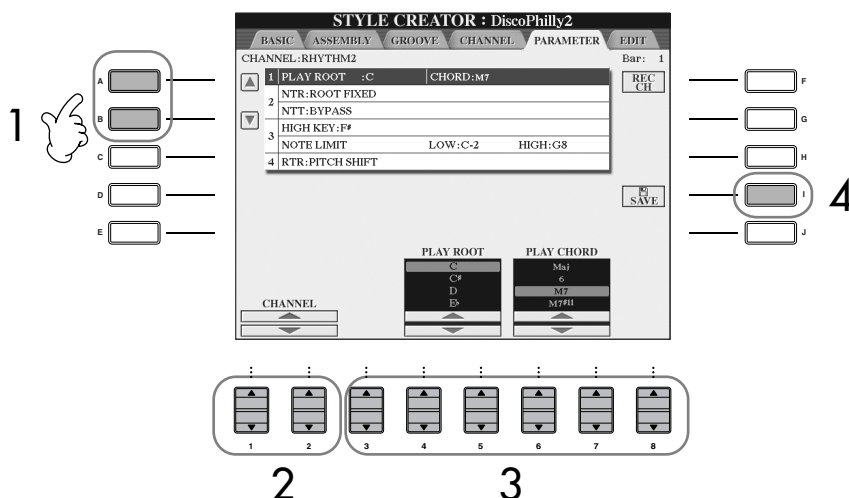 STYLE CREATOR : DiscoPhilly2
BASIC ASSEMBLY GROOVE CHANNEL PARAMETER EDIT
CHANNEL:RHYTHM2 Bar: 1
1 PLAY ROOT :C CHORD:M7
2 NTR:ROOT FIXED
NTT:BYPASS
3 HIGH KEY:F♯
NOTE LIMIT LOW:C-2 HIGH:G8
4 RTR:PITCH SHIFT
REC
CH
SAVE
PLAY ROOT PLAY CHORD
C Maj
C♯ 6
D M7
E♭ M7♯11
CHANNEL
A
B
C
D
E
F
G
H
I
J
1
4
1 2 3 4 5 6 7 8
2 3